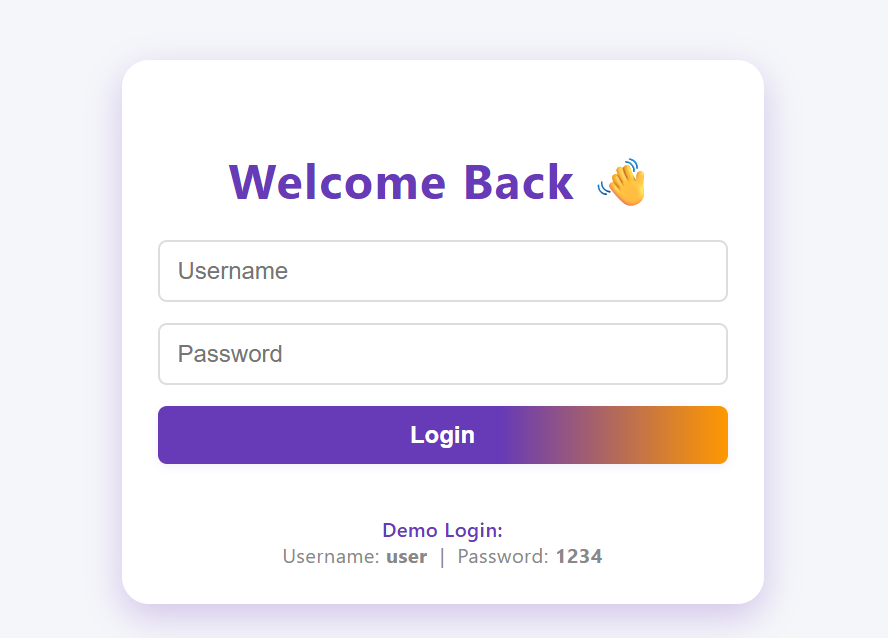 Welcome Back 👋
Username
Password
Login
Demo Login:
Username: user | Password: 1234